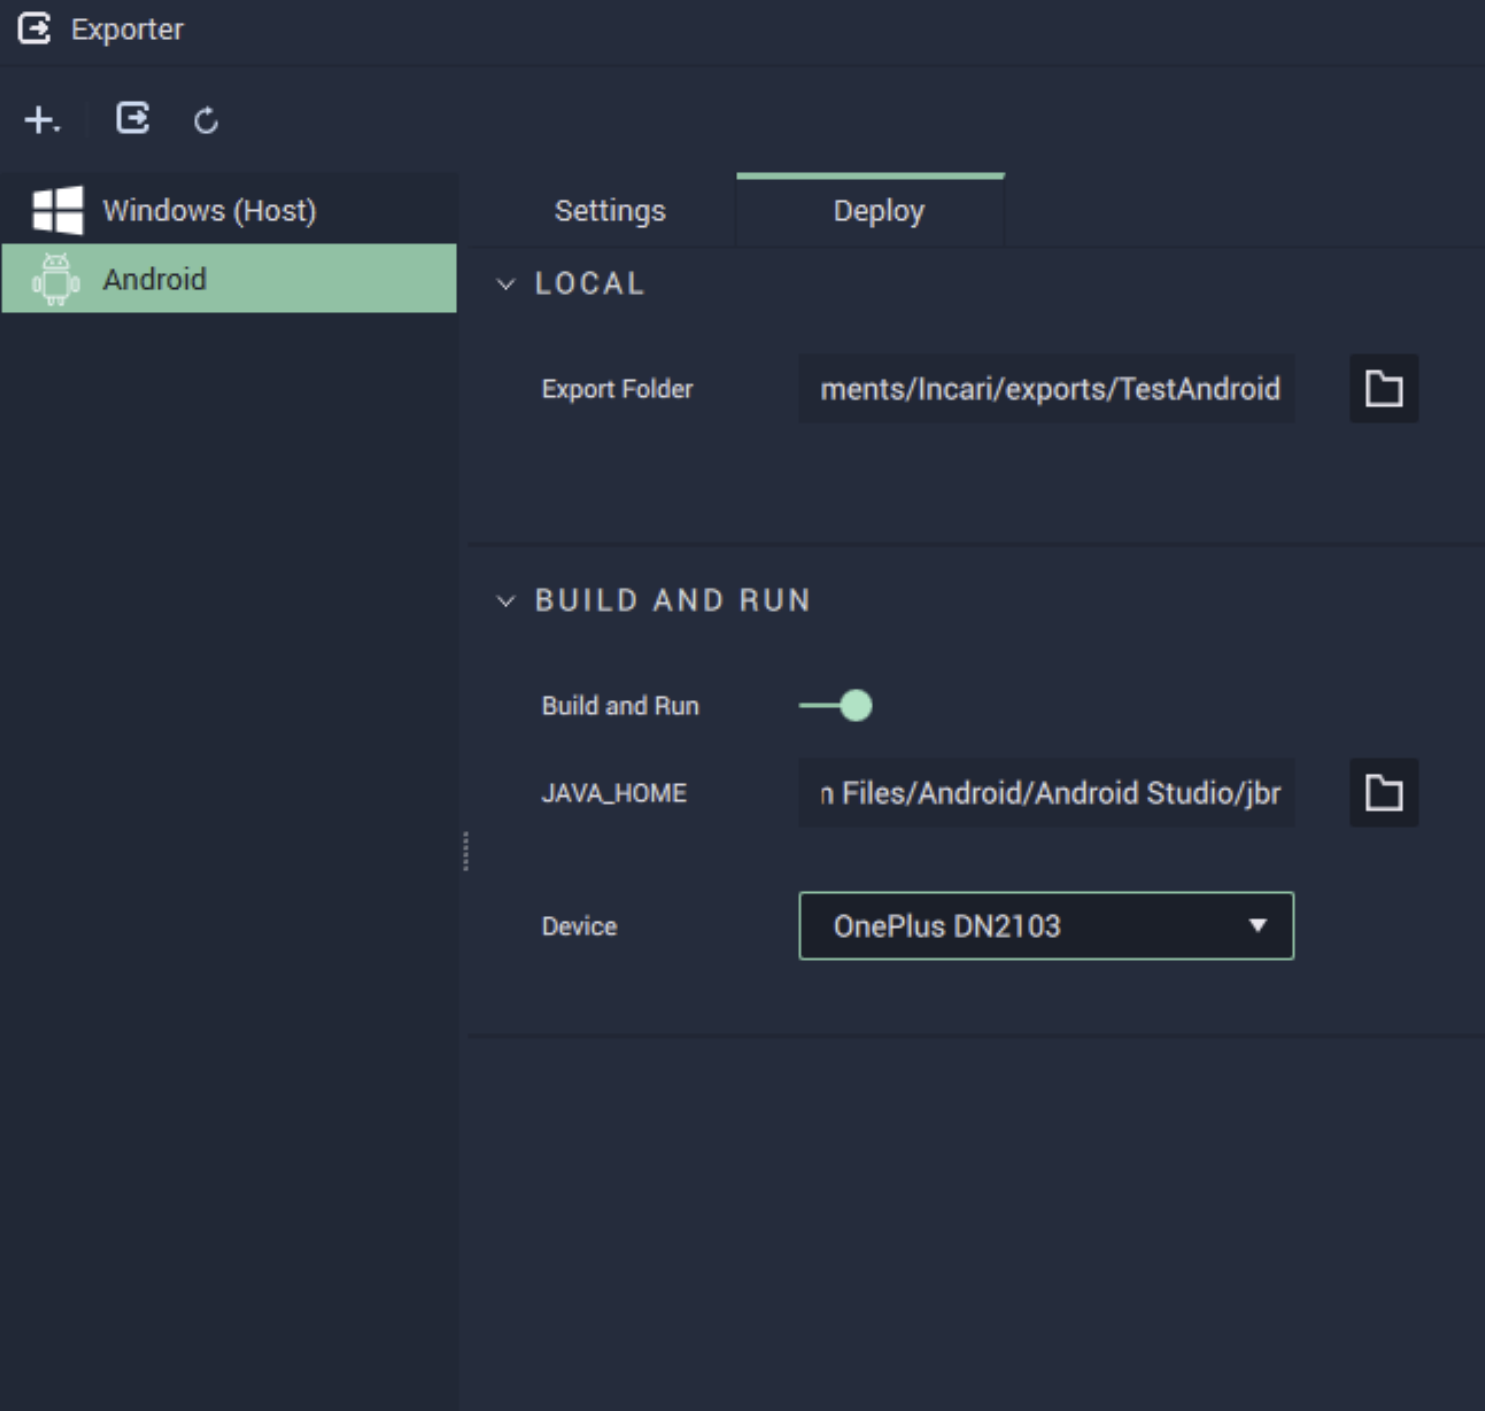 Exporter
Windows (Host)
Android
Settings
Deploy
LOCAL
Export Folder
ments/Incari/exports/TestAndroid
BUILD AND RUN
Build and Run
JAVA_HOME
n Files/Android/Android Studio/jbr
Device
OnePlus DN2103